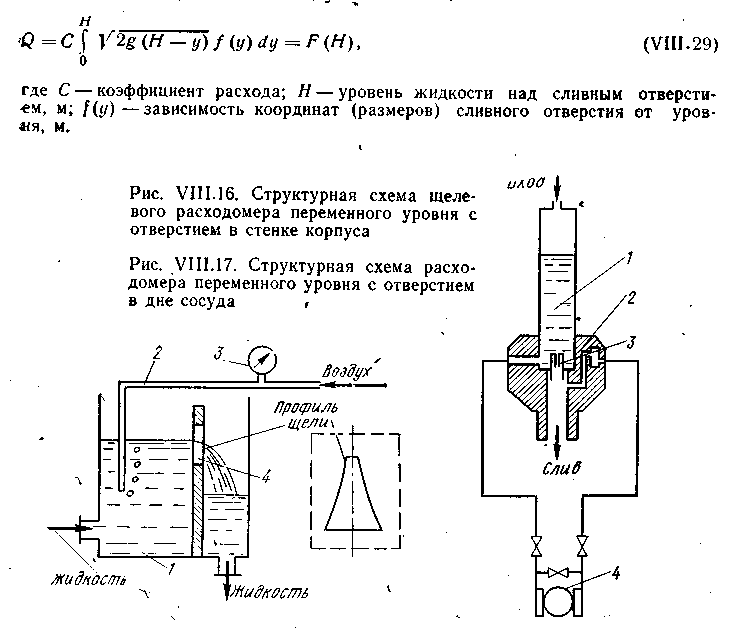 Q = C ∫₀ᴴ √2g (H — y) f (y) dy = F (H), (VIII.29)
где C — коэффициент расхода; H — уровень жидкости над сливным отверсти-
ем, м; f(y) — зависимость координат (размеров) сливного отверстия от уров-
ня, м.
Рис. VIII.16. Структурная схема щеле-
вого расходомера переменного уровня с
отверстием в стенке корпуса
Рис. VIII.17. Структурная схема расхо-
домера переменного уровня с отверстием
в дне сосуда
2
3
Воздух
Профиль
щели
4
жидкость
1
Жидкость
1
2
3
Слив
4